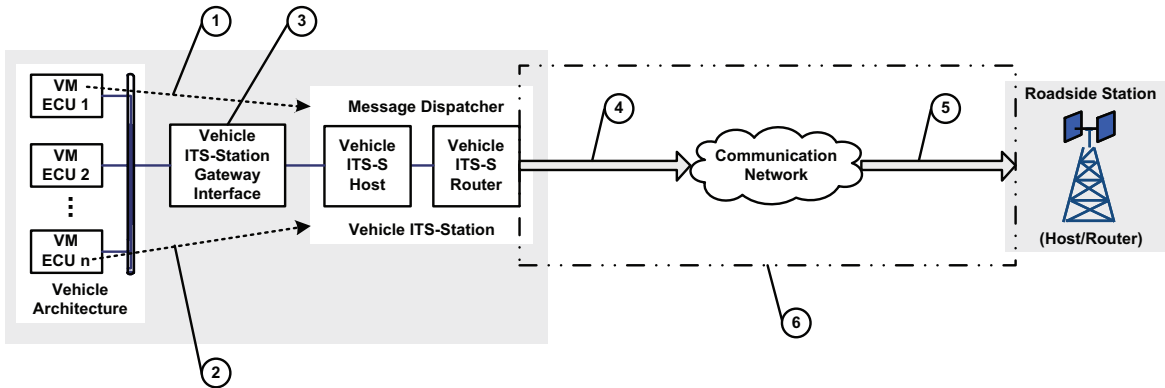 1
3
VM
ECU 1
VM
ECU 2
VM
ECU n
Vehicle
Architecture
Vehicle
ITS-Station
Gateway
Interface
Message Dispatcher
Vehicle
ITS-S
Host
Vehicle
ITS-S
Router
Vehicle ITS-Station
4
Communication
Network
5
Roadside Station
(Host/Router)
2
6